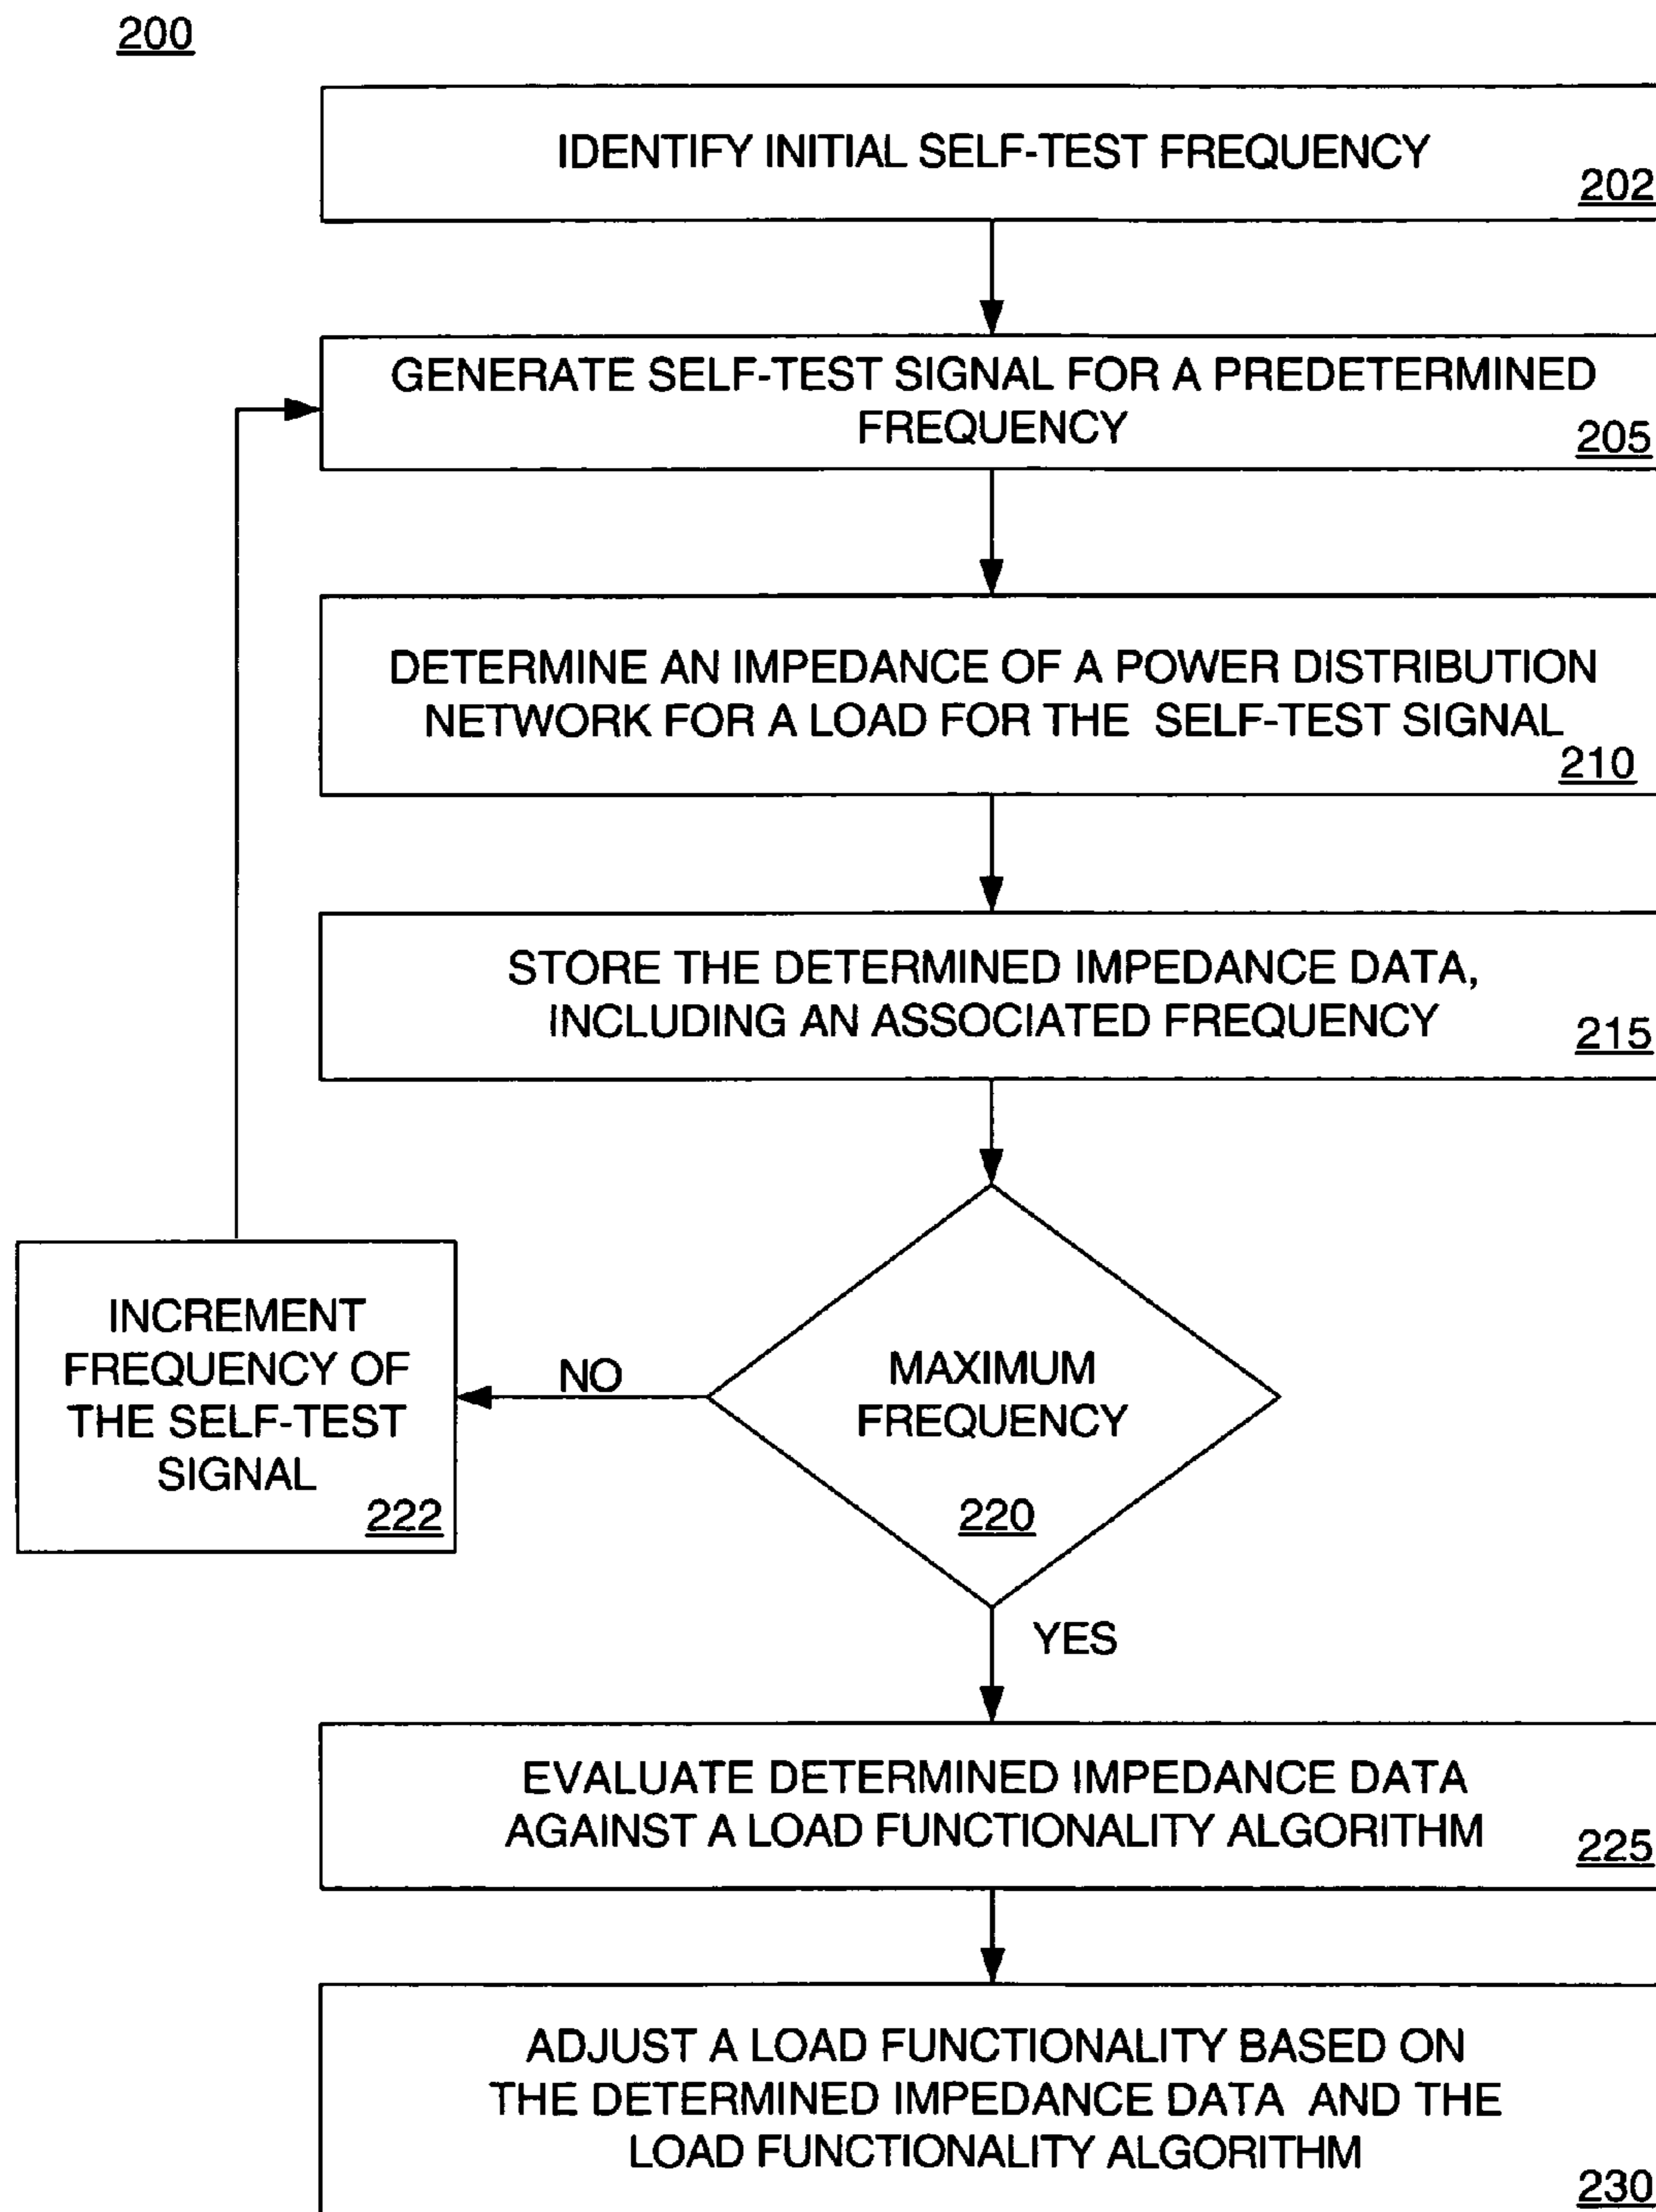 200
IDENTIFY INITIAL SELF-TEST FREQUENCY
202
GENERATE SELF-TEST SIGNAL FOR A PREDETERMINED
FREQUENCY
205
DETERMINE AN IMPEDANCE OF A POWER DISTRIBUTION
NETWORK FOR A LOAD FOR THE SELF-TEST SIGNAL
210
STORE THE DETERMINED IMPEDANCE DATA,
INCLUDING AN ASSOCIATED FREQUENCY
215
INCREMENT
FREQUENCY OF
THE SELF-TEST
SIGNAL
222
NO
MAXIMUM
FREQUENCY
220
YES
EVALUATE DETERMINED IMPEDANCE DATA
AGAINST A LOAD FUNCTIONALITY ALGORITHM
225
ADJUST A LOAD FUNCTIONALITY BASED ON
THE DETERMINED IMPEDANCE DATA AND THE
LOAD FUNCTIONALITY ALGORITHM
230